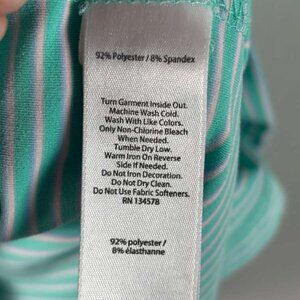 92% Polyester / 8% Spandex
Turn Garment Inside Out.
Machine Wash Cold.
Wash With Like Colors.
Only Non-Chlorine Bleach
When Needed.
Tumble Dry Low.
Warm Iron On Reverse
Side If Needed.
Do Not Iron Decoration.
Do Not Dry Clean.
Do Not Use Fabric Softeners.
RN 134578
92% polyester /
8% élasthanne